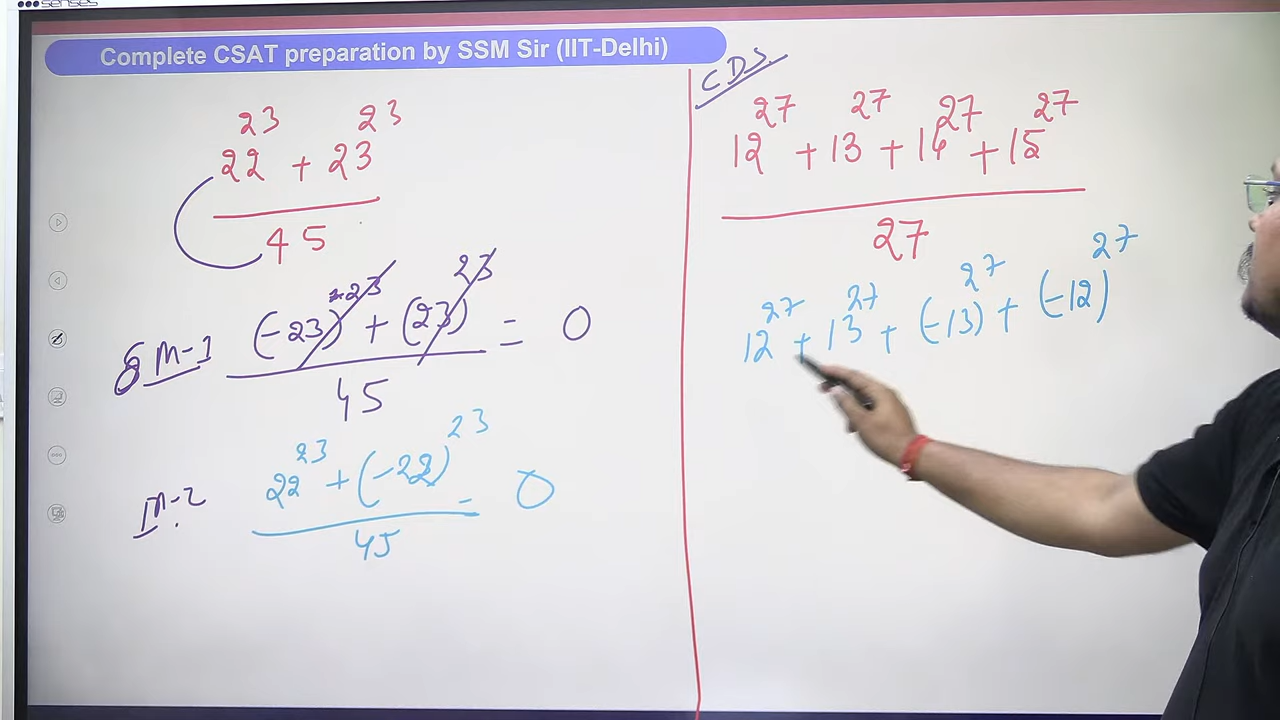 senses
Complete CSAT preparation by SSM Sir (IIT-Delhi)
22^23 + 23^23
45
M-1 (-23)^23 + (23)^23 = 0
45
M-2 22^23 + (-22)^23 = 0
45
CDS
12^27 + 13^27 + 14^27 + 15^27
27
12^27 + 13^27 + (-13)^27 + (-12)^27